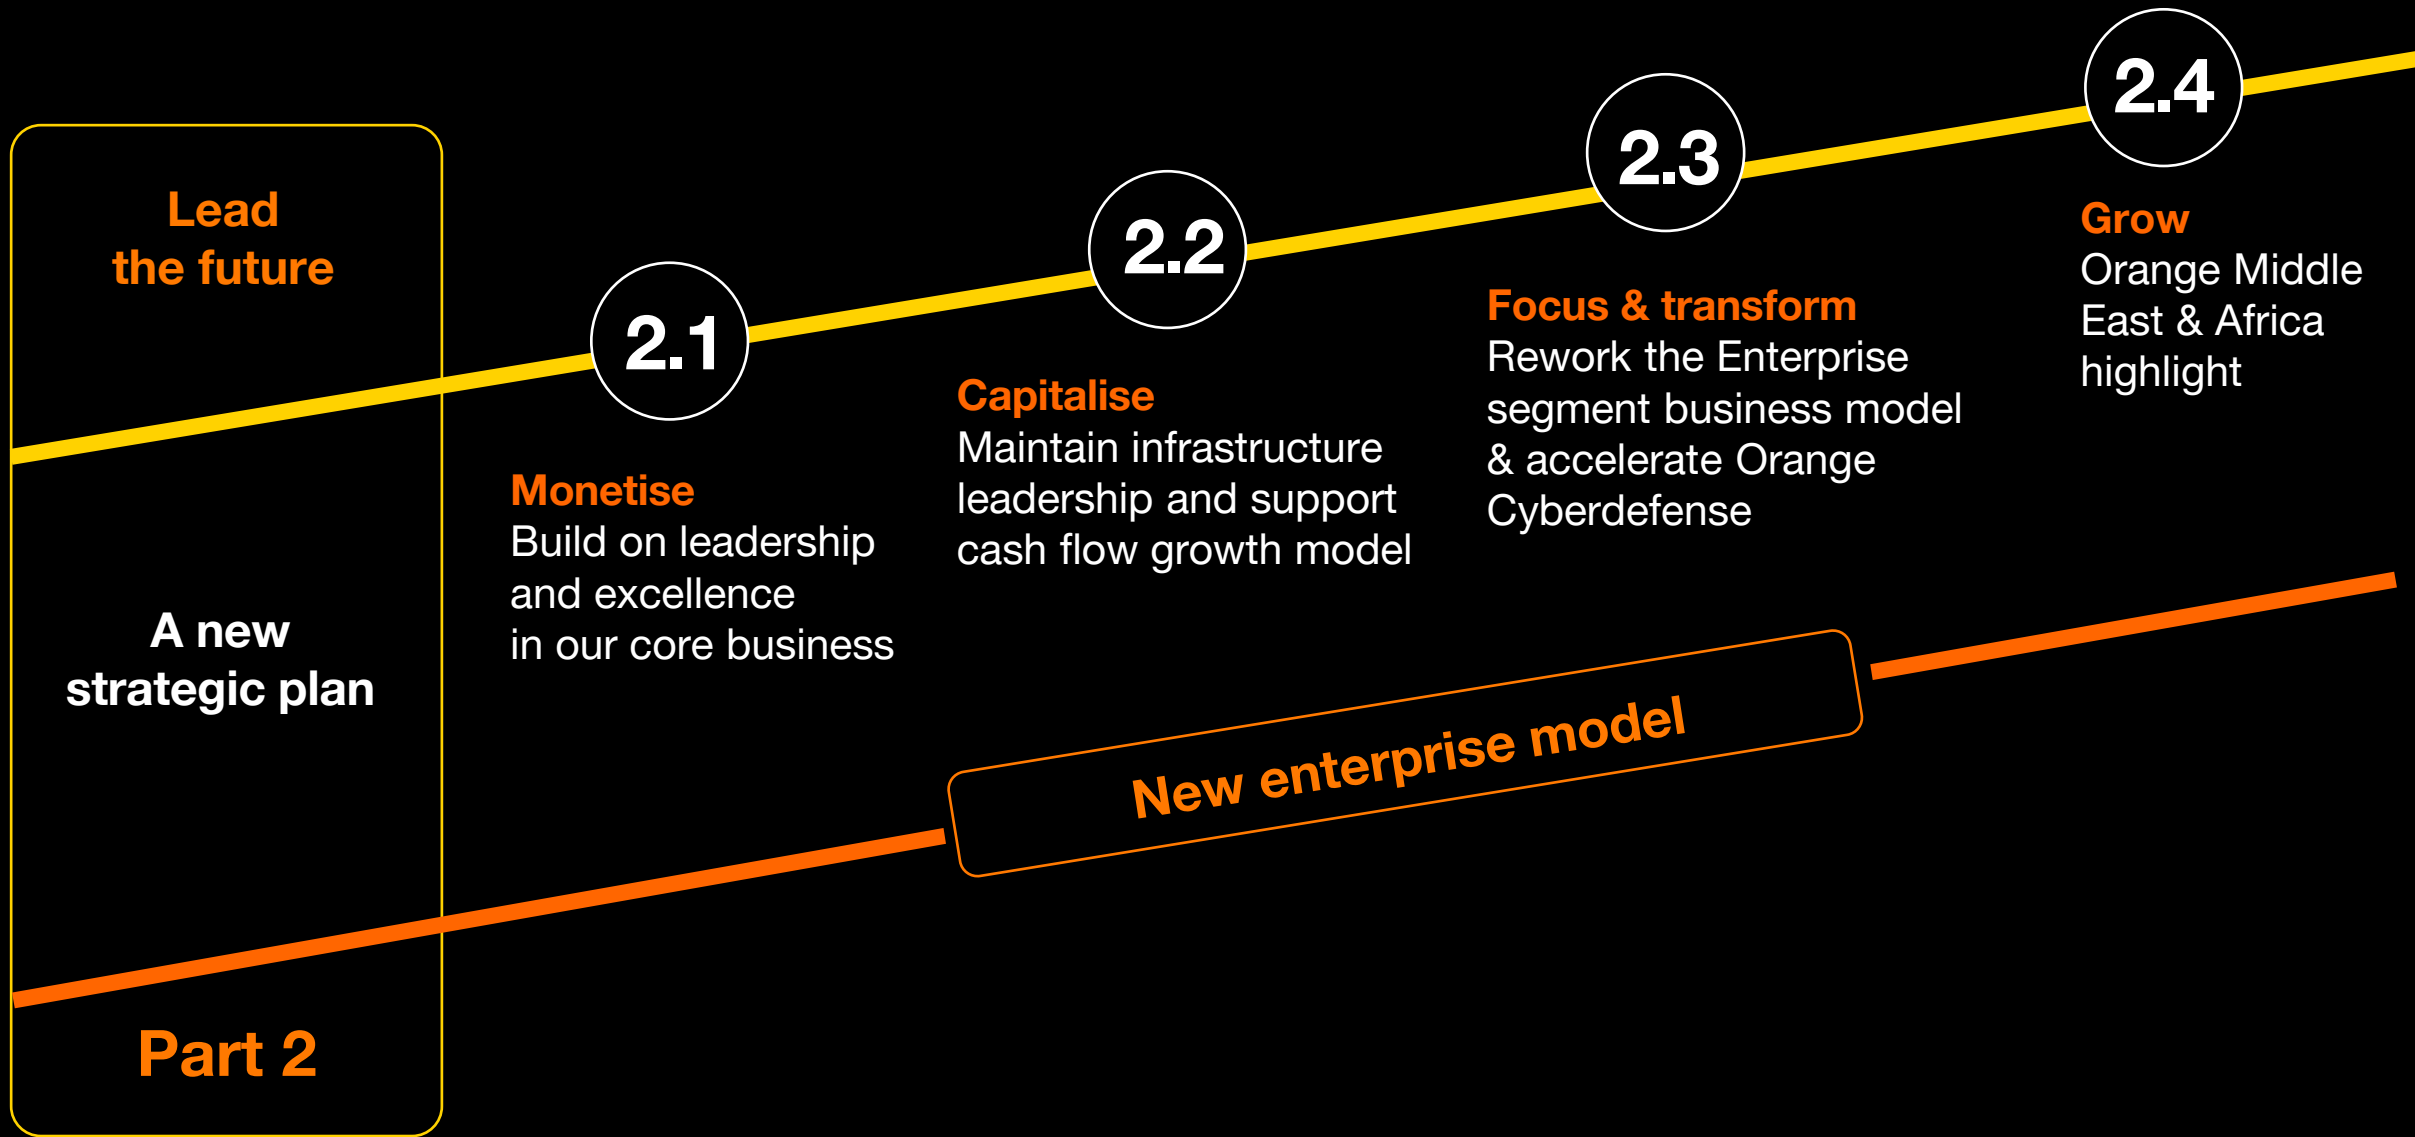 Lead
the future
A new
strategic plan
Part 2
2.1
Monetise
Build on leadership
and excellence
in our core business
2.2
Capitalise
Maintain infrastructure
leadership and support
cash flow growth model
2.3
Focus & transform
Rework the Enterprise
segment business model
& accelerate Orange
Cyberdefense
2.4
Grow
Orange Middle
East & Africa
highlight
New enterprise model